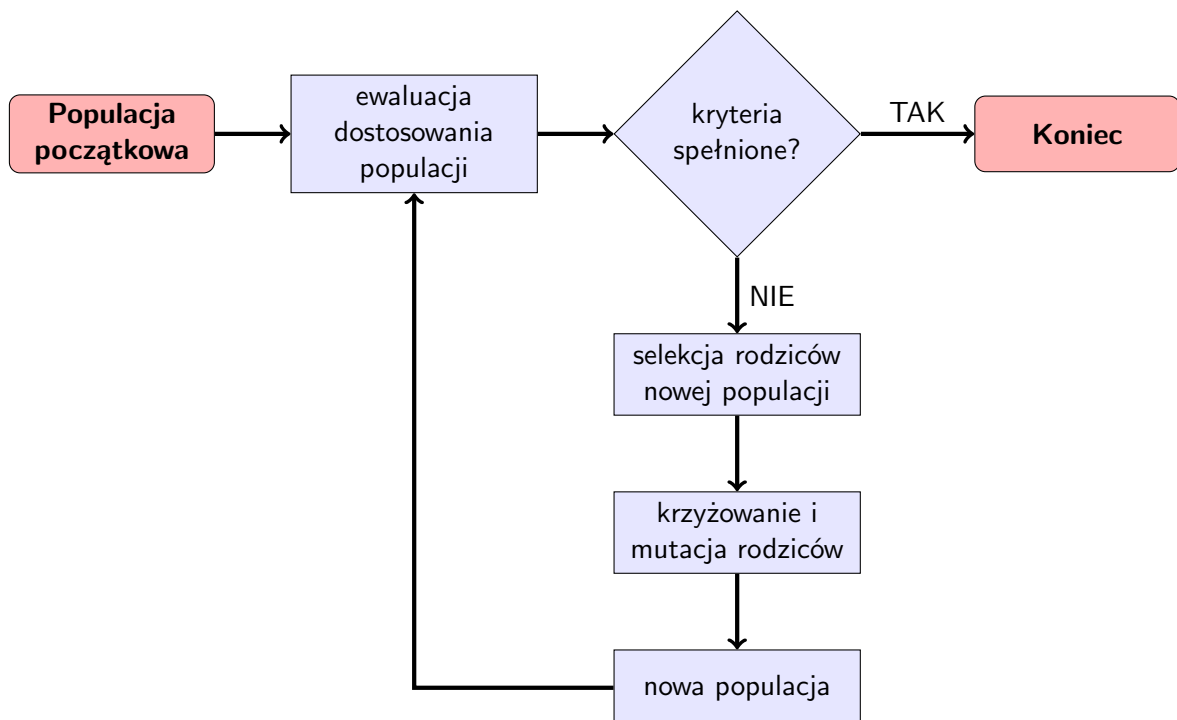 Populacja
początkowa
ewaluacja
dostosowania
populacji
kryteria
spełnione?
TAK
Koniec
NIE
selekcja rodziców
nowej populacji
krzyżowanie i
mutacja rodziców
nowa populacja